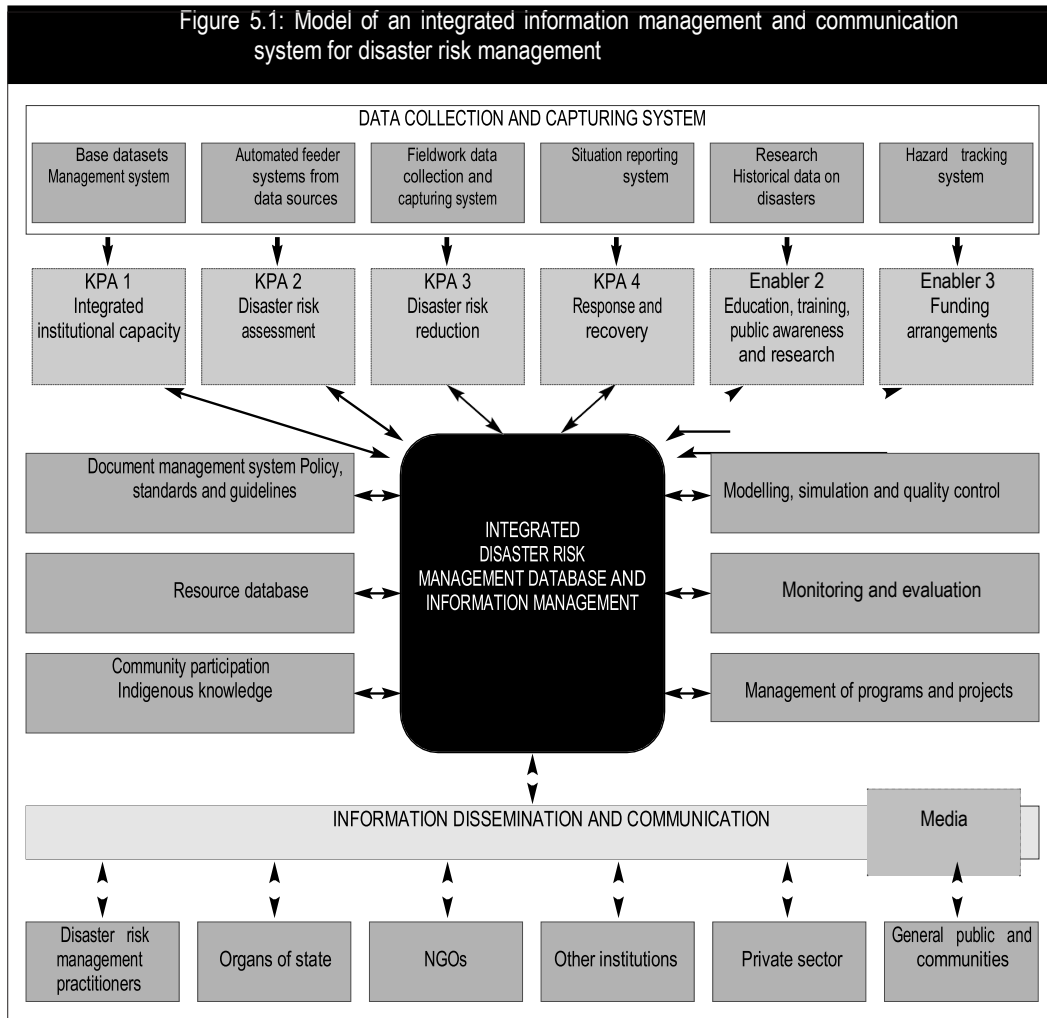 Figure 5.1: Model of an integrated information management and communication
system for disaster risk management
DATA COLLECTION AND CAPTURING SYSTEM
Base datasets
Management system
Automated feeder
systems from
data sources
Fieldwork data
collection and
capturing system
Situation reporting
system
Research
Historical data on
disasters
Hazard tracking
system
KPA 1
Integrated
institutional capacity
KPA 2
Disaster risk
assessment
KPA 3
Disaster risk
reduction
KPA 4
Response and
recovery
Enabler 2
Education, training,
public awareness
and research
Enabler 3
Funding
arrangements
Document management system Policy,
standards and guidelines
Resource database
Community participation
Indigenous knowledge
INTEGRATED
DISASTER RISK
MANAGEMENT DATABASE AND
INFORMATION MANAGEMENT
Modelling, simulation and quality control
Monitoring and evaluation
Management of programs and projects
INFORMATION DISSEMINATION AND COMMUNICATION
Media
Disaster risk
management
practitioners
Organs of state
NGOs
Other institutions
Private sector
General public and
communities